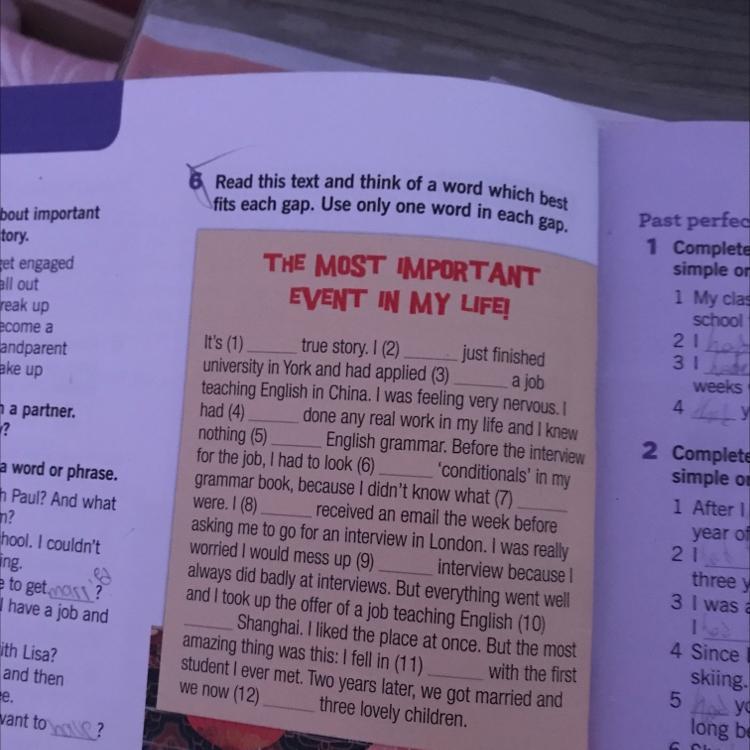 bout important
tory.
et engaged
all out
reak up
ecome a
andparent
ake up
a partner.
y?
a word or phrase.
h Paul? And what
n?
hool. I couldn't
ing.
e to get marr'ed?
I have a job and
ith Lisa?
and then
e.
vant to have?
6 Read this text and think of a word which best
fits each gap. Use only one word in each gap.
THE MOST IMPORTANT
EVENT IN MY LIFE!
It's (1) ______ true story. I (2) ______ just finished
university in York and had applied (3) ______ a job
teaching English in China. I was feeling very nervous. I
had (4) ______ done any real work in my life and I knew
nothing (5) ______ English grammar. Before the interview
for the job, I had to look (6) ______ 'conditionals' in my
grammar book, because I didn't know what (7) ______
were. I (8) ______ received an email the week before
asking me to go for an interview in London. I was really
worried I would mess up (9) ______ interview because I
always did badly at interviews. But everything went well
and I took up the offer of a job teaching English (10)
______ Shanghai. I liked the place at once. But the most
amazing thing was this: I fell in (11) ______ with the first
student I ever met. Two years later, we got married and
we now (12) ______ three lovely children.
Past perfec
1 Complete
simple or
1 My clas
school
2 I had
3 I
weeks
4 y
2 Complete
simple or
1 After I
year of
2 I
three y
3 I was a
I had
4 Since I
skiing.
5 had yo
long b